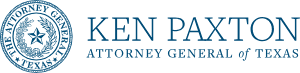 THE ATTORNEY GENERAL
TEXAS
KEN PAXTON
ATTORNEY GENERAL of TEXAS